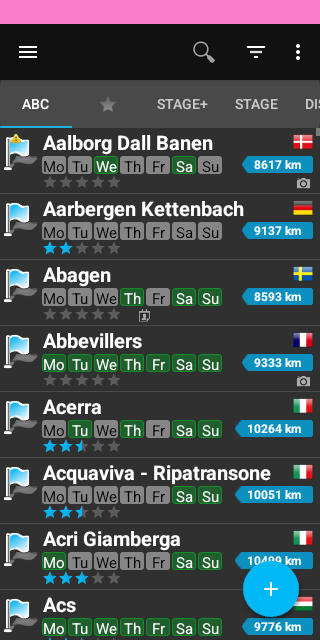 ABC STAGE+ STAGE DIS
Aalborg Dall Banen
Mo Tu We Th Fr Sa Su 8617 km
Aarbergen Kettenbach
Mo Tu We Th Fr Sa Su 9137 km
Abagen
Mo Tu We Th Fr Sa Su 8593 km
Abbevillers
Mo Tu We Th Fr Sa Su 9333 km
Acerra
Mo Tu We Th Fr Sa Su 10264 km
Acquaviva - Ripatransone
Mo Tu We Th Fr Sa Su 10051 km
Acri Giamberga
Mo Tu We Th Fr Sa Su 10499 km
Acs
Mo Tu We Th Fr Sa Su 9776 km